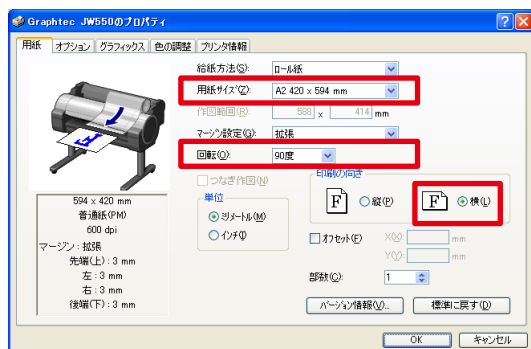 Graphtec JW550のプロパティ
用紙 オプション グラフィックス 色の調整 プリンタ情報
給紙方法(S): ロール紙
用紙サイズ(Z): A2 420 x 594 mm
作図範囲(R): 588 x 414 mm
マージン設定(G): 拡張
回転(O): 90度
つなぎ作図(N)
単位
ミリメートル(M)
インチ(I)
印刷の向き
F 縦(P) F 横(L)
オフセット(F) X(X): mm
Y(Y): mm
部数(C): 1
594 x 420 mm
普通紙(PM)
600 dpi
マージン : 拡張
先端(上) : 3 mm
左 : 3 mm
右 : 3 mm
後端(下) : 3 mm
バージョン情報(V)... 標準に戻す(D)
OK キャンセル